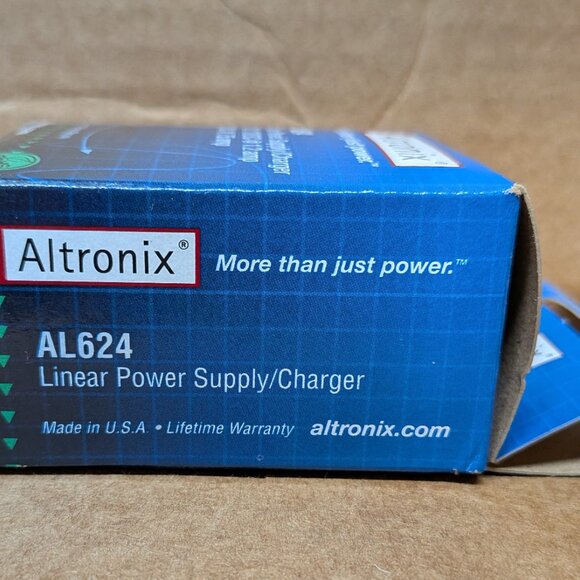 Altronix®
More than just power.™
AL624
Linear Power Supply/Charger
Made in U.S.A. • Lifetime Warranty
altronix.com